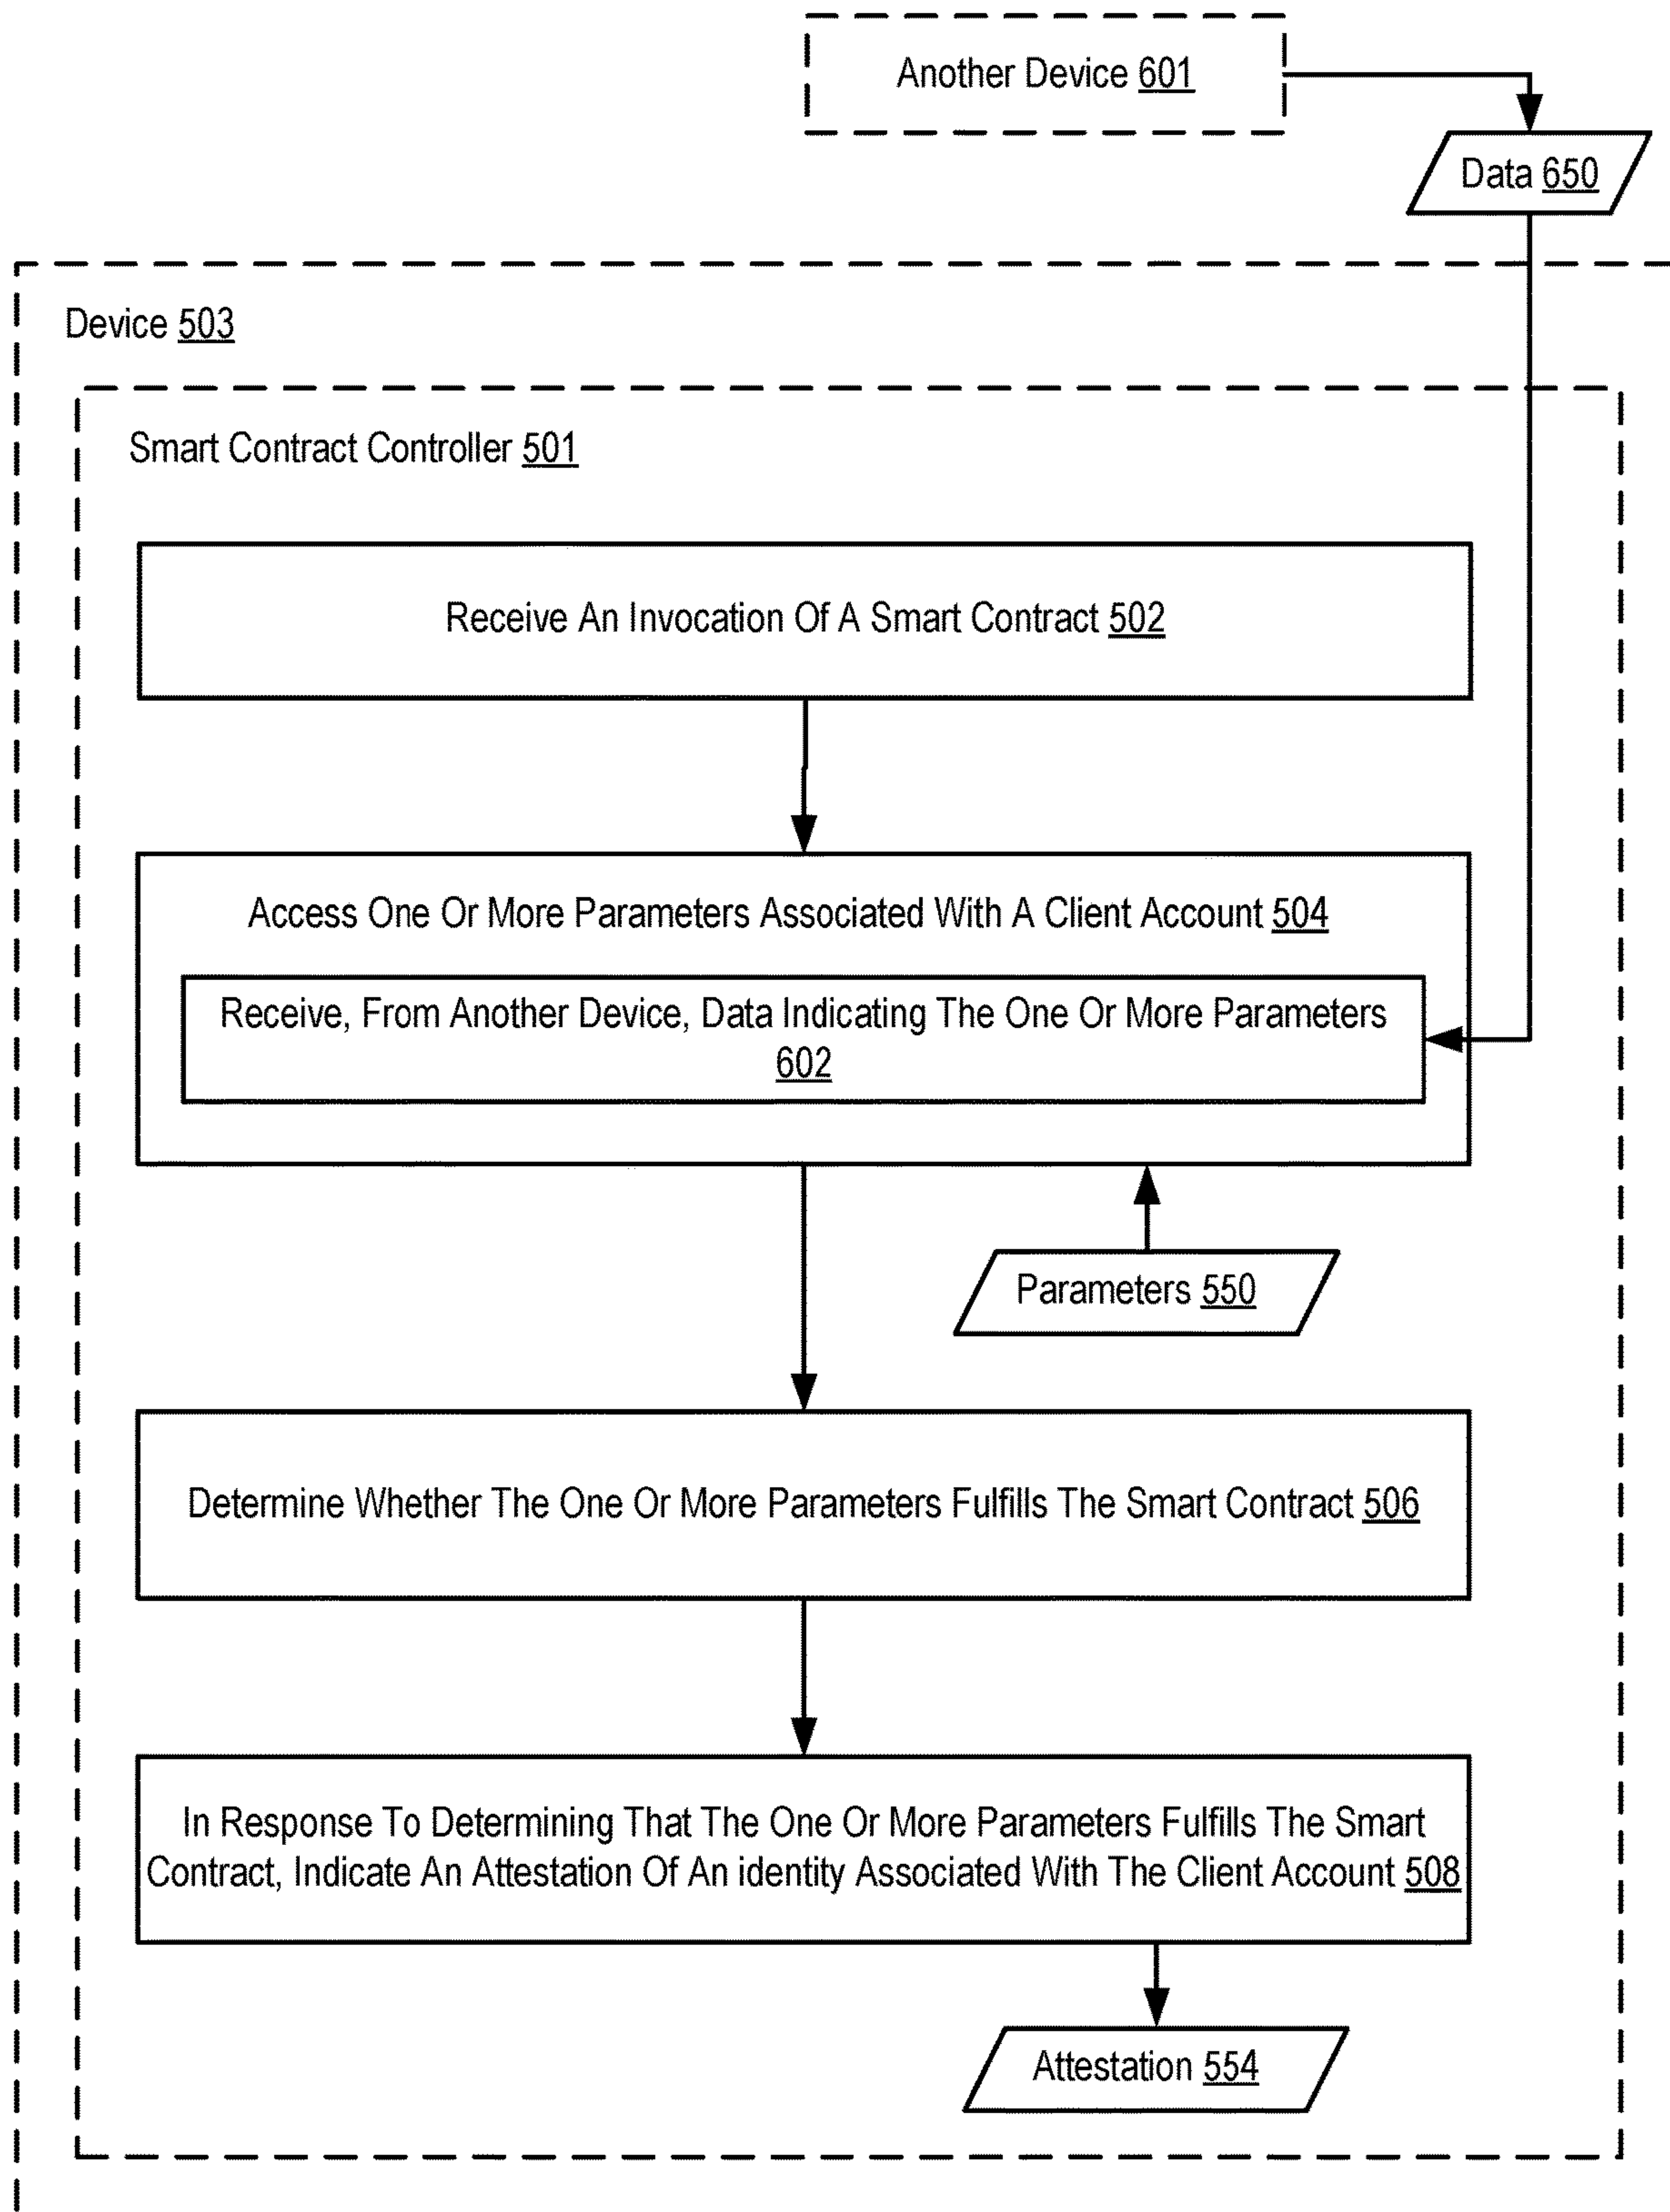 Another Device 601
Data 650
Device 503
Smart Contract Controller 501
Receive An Invocation Of A Smart Contract 502
Access One Or More Parameters Associated With A Client Account 504
Receive, From Another Device, Data Indicating The One Or More Parameters
602
Parameters 550
Determine Whether The One Or More Parameters Fulfills The Smart Contract 506
In Response To Determining That The One Or More Parameters Fulfills The Smart
Contract, Indicate An Attestation Of An identity Associated With The Client Account 508
Attestation 554